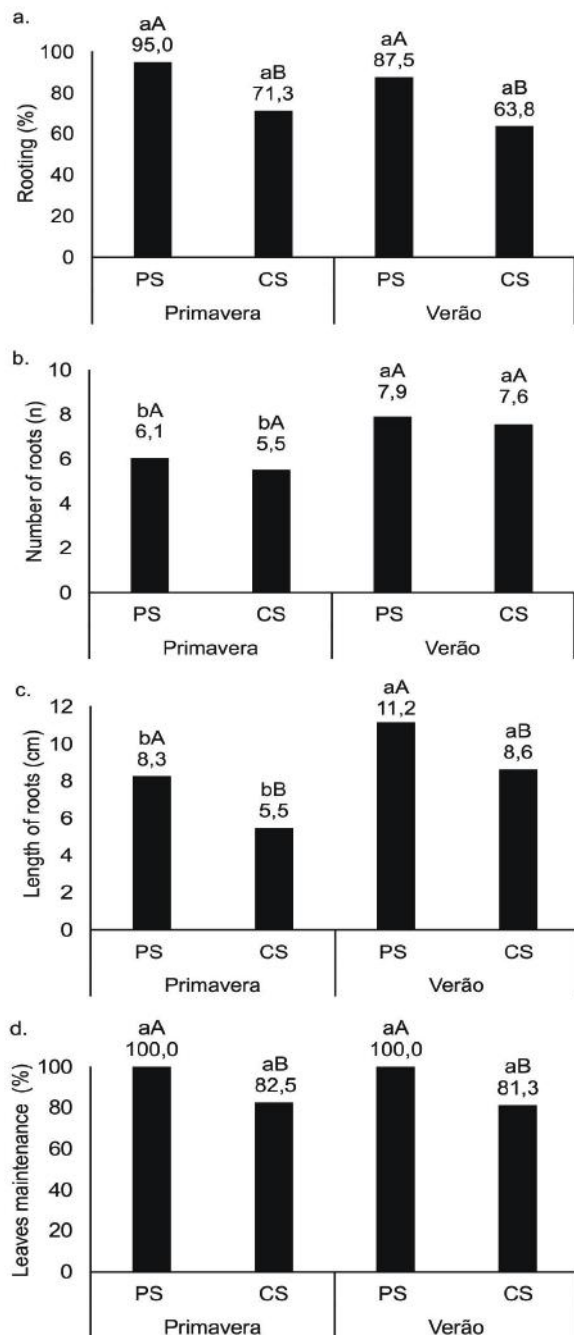 a.
aA
95,0
aB
71,3
aA
87,5
aB
63,8
Rooting (%)
100
80
60
40
20
0
PS
CS
PS
CS
Primavera
Verão
b.
bA
6,1
bA
5,5
aA
7,9
aA
7,6
Number of roots (n)
10
8
6
4
2
0
PS
CS
PS
CS
Primavera
Verão
c.
bA
8,3
bB
5,5
aA
11,2
aB
8,6
Length of roots (cm)
12
10
8
6
4
2
0
PS
CS
PS
CS
Primavera
Verão
d.
aA
100,0
aB
82,5
aA
100,0
aB
81,3
Leaves maintenance (%)
100
80
60
40
20
0
PS
CS
PS
CS
Primavera
Verão